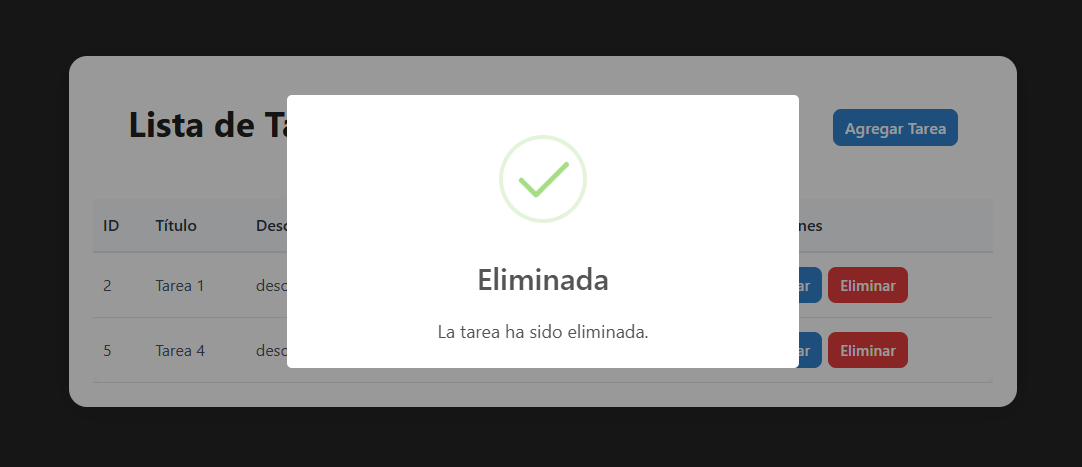 Lista de Ta
Agregar Tarea
Eliminada
La tarea ha sido eliminada.
ID Título Desc nes
2 Tarea 1 desc ar Eliminar
5 Tarea 4 desc ar Eliminar